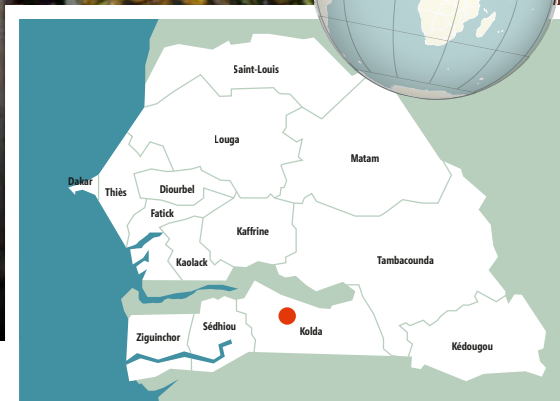 Saint-Louis
Louga
Matam
Dakar
Thiès
Diourbel
Fatick
Kaffrine
Kaolack
Tambacounda
Sédhiou
Kolda
Ziguinchor
Kédougou